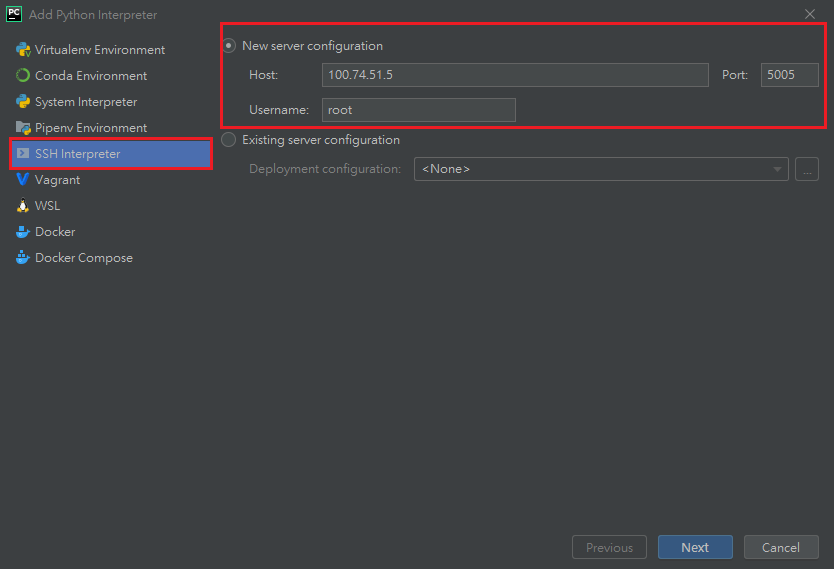 PC Add Python Interpreter
Virtualenv Environment
Conda Environment
System Interpreter
Pipenv Environment
SSH Interpreter
Vagrant
WSL
Docker
Docker Compose
New server configuration
Host: 100.74.51.5 Port: 5005
Username: root
Existing server configuration
Deployment configuration: <None> ...
Previous Next Cancel